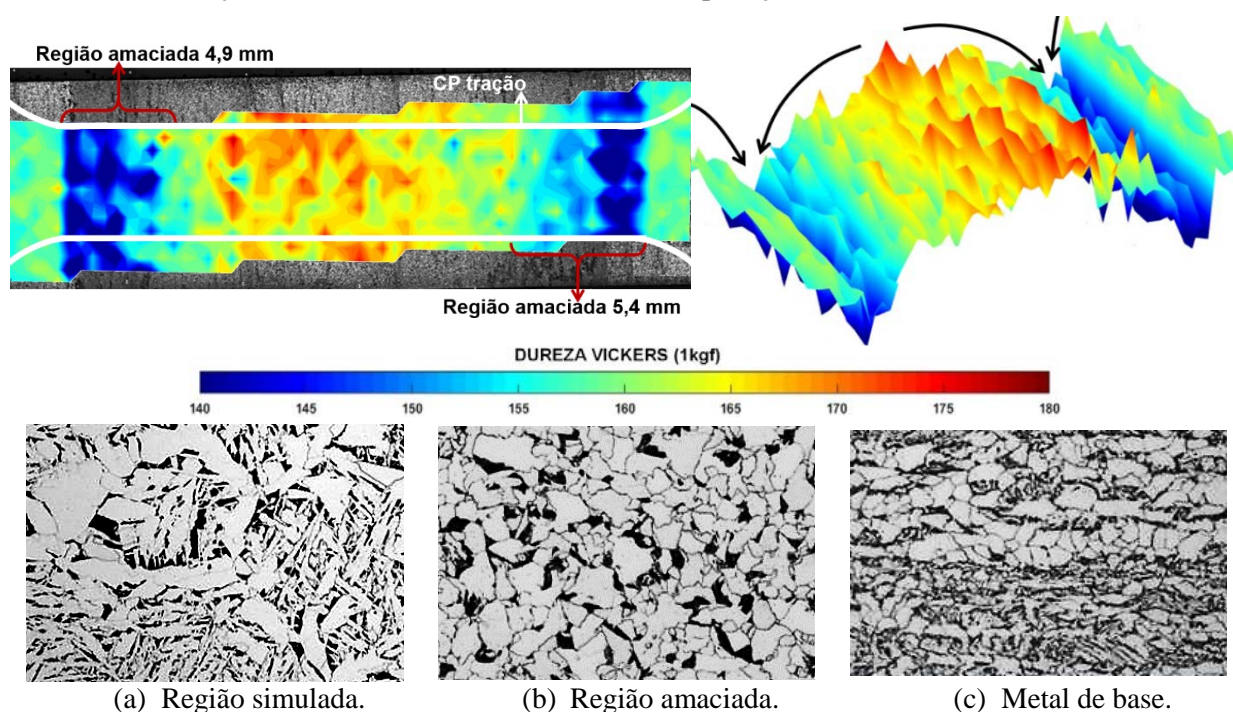 Região amaciada 4,9 mm
CP tração
Região amaciada 5,4 mm
DUREZA VICKERS (1kgf)
140 145 150 155 160 165 170 175 180
(a) Região simulada.
(b) Região amaciada.
(c) Metal de base.